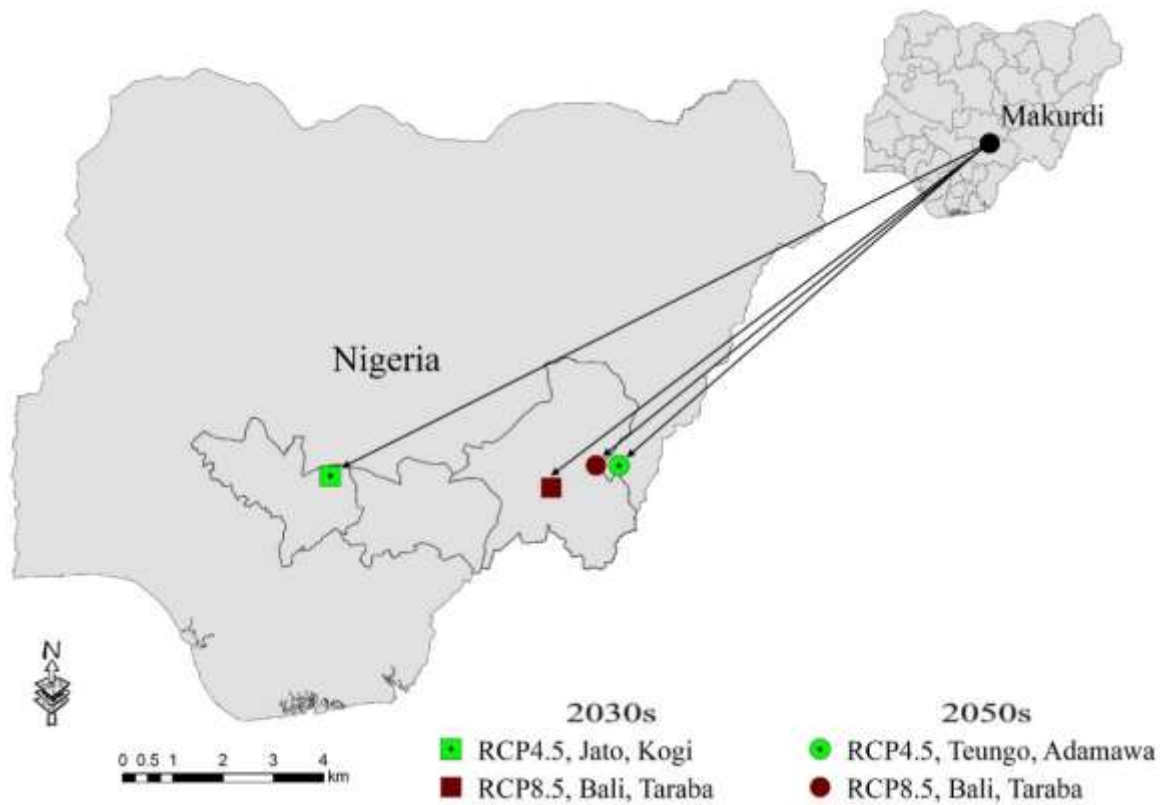 Makurdi
Nigeria
N
0 0.5 1 2 3 4
km
2030s
RCP4.5, Jato, Kogi
RCP8.5, Bali, Taraba
2050s
RCP4.5, Teungo, Adamawa
RCP8.5, Bali, Taraba